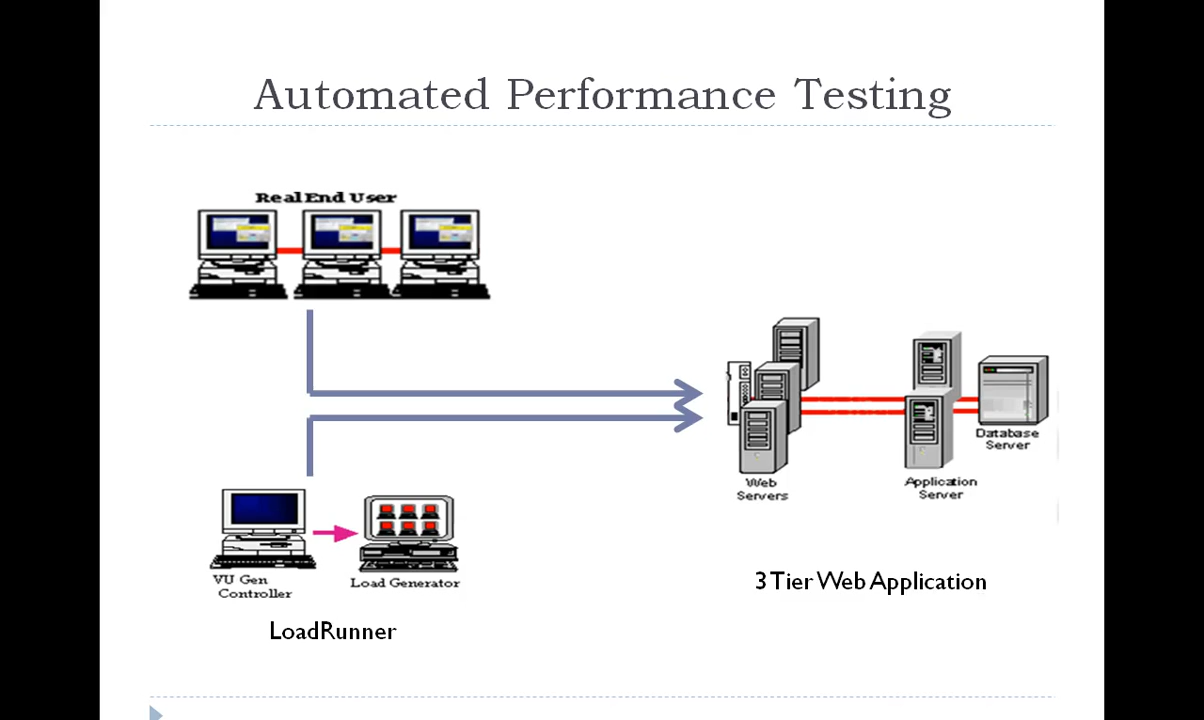 Automated Performance Testing
Real End User
Web
Servers
Application
Server
Database
Server
VU Gen
Controller
Load Generator
3 Tier Web Application
LoadRunner